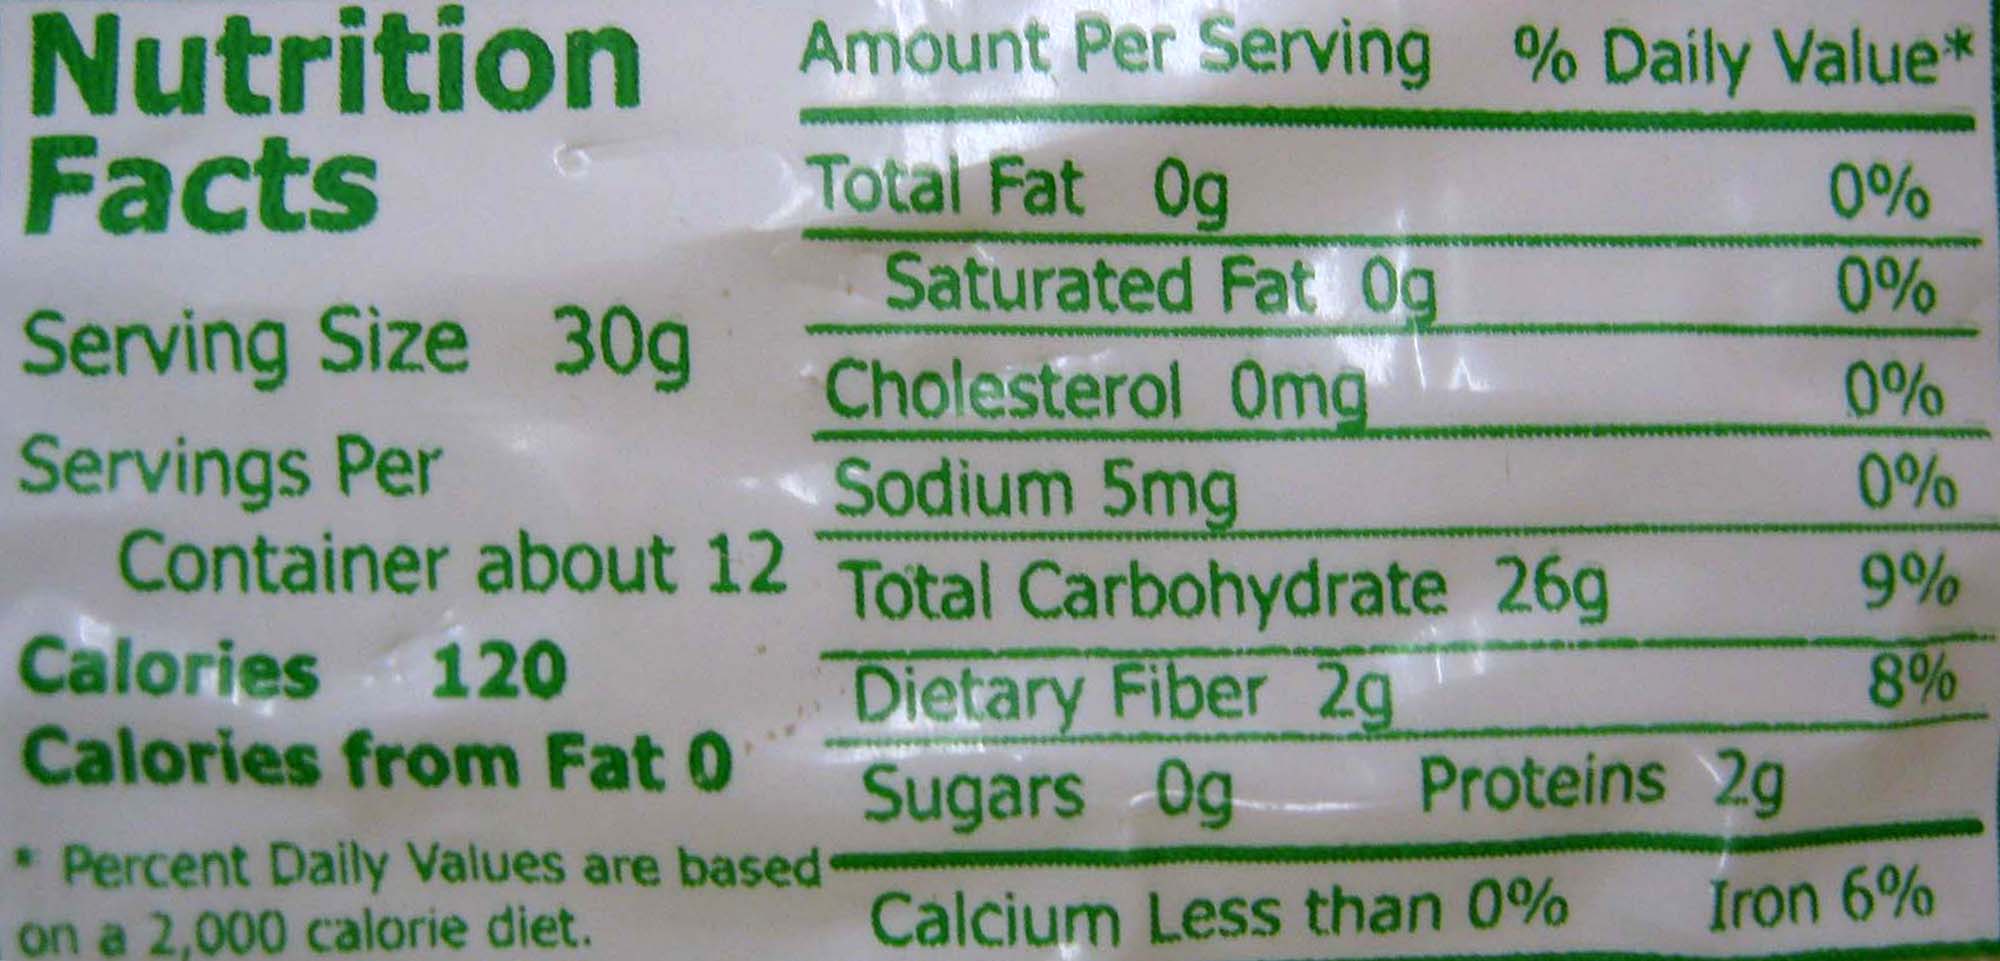 Nutrition
Facts
Serving Size 30g
Servings Per
Container about 12
Calories 120
Calories from Fat 0
* Percent Daily Values are based
on a 2,000 calorie diet.
Amount Per Serving % Daily Value*
Total Fat 0g 0%
Saturated Fat 0g 0%
Cholesterol 0mg 0%
Sodium 5mg 0%
Total Carbohydrate 26g 9%
Dietary Fiber 2g 8%
Sugars 0g Proteins 2g
Calcium Less than 0% Iron 6%